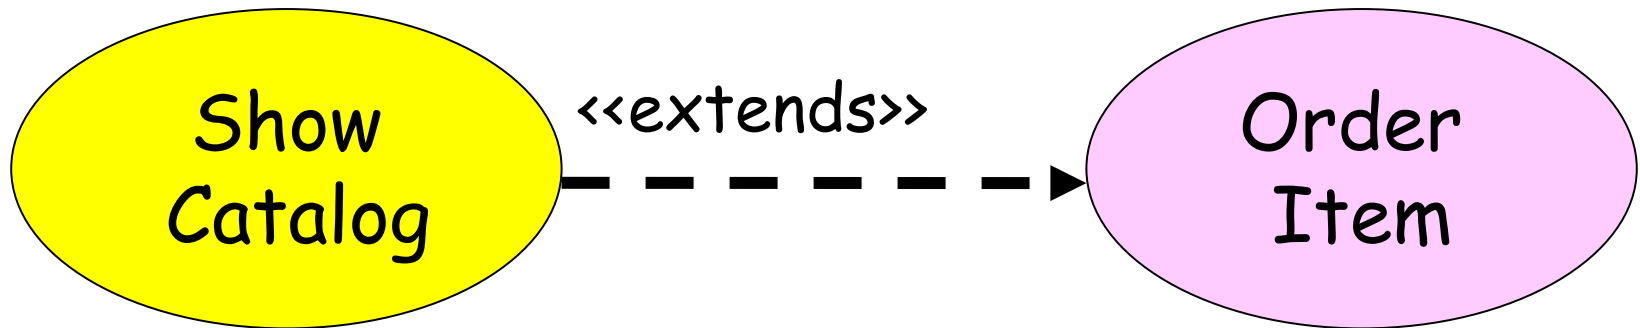 Show
Catalog
<<extends>>
Order
Item